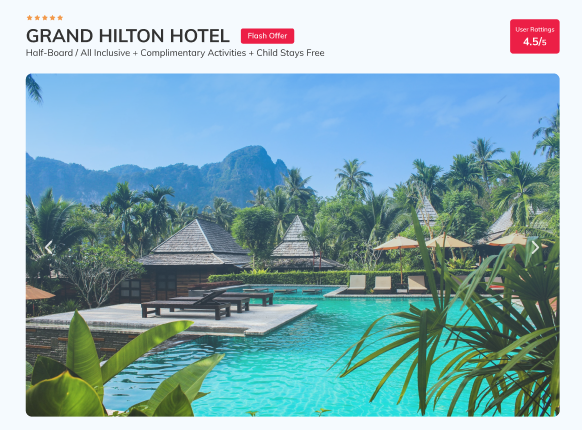 GRAND HILTON HOTEL
Flash Offer
Half-Board / All Inclusive + Complimentary Activities + Child Stays Free
User Rattings
4.5/5